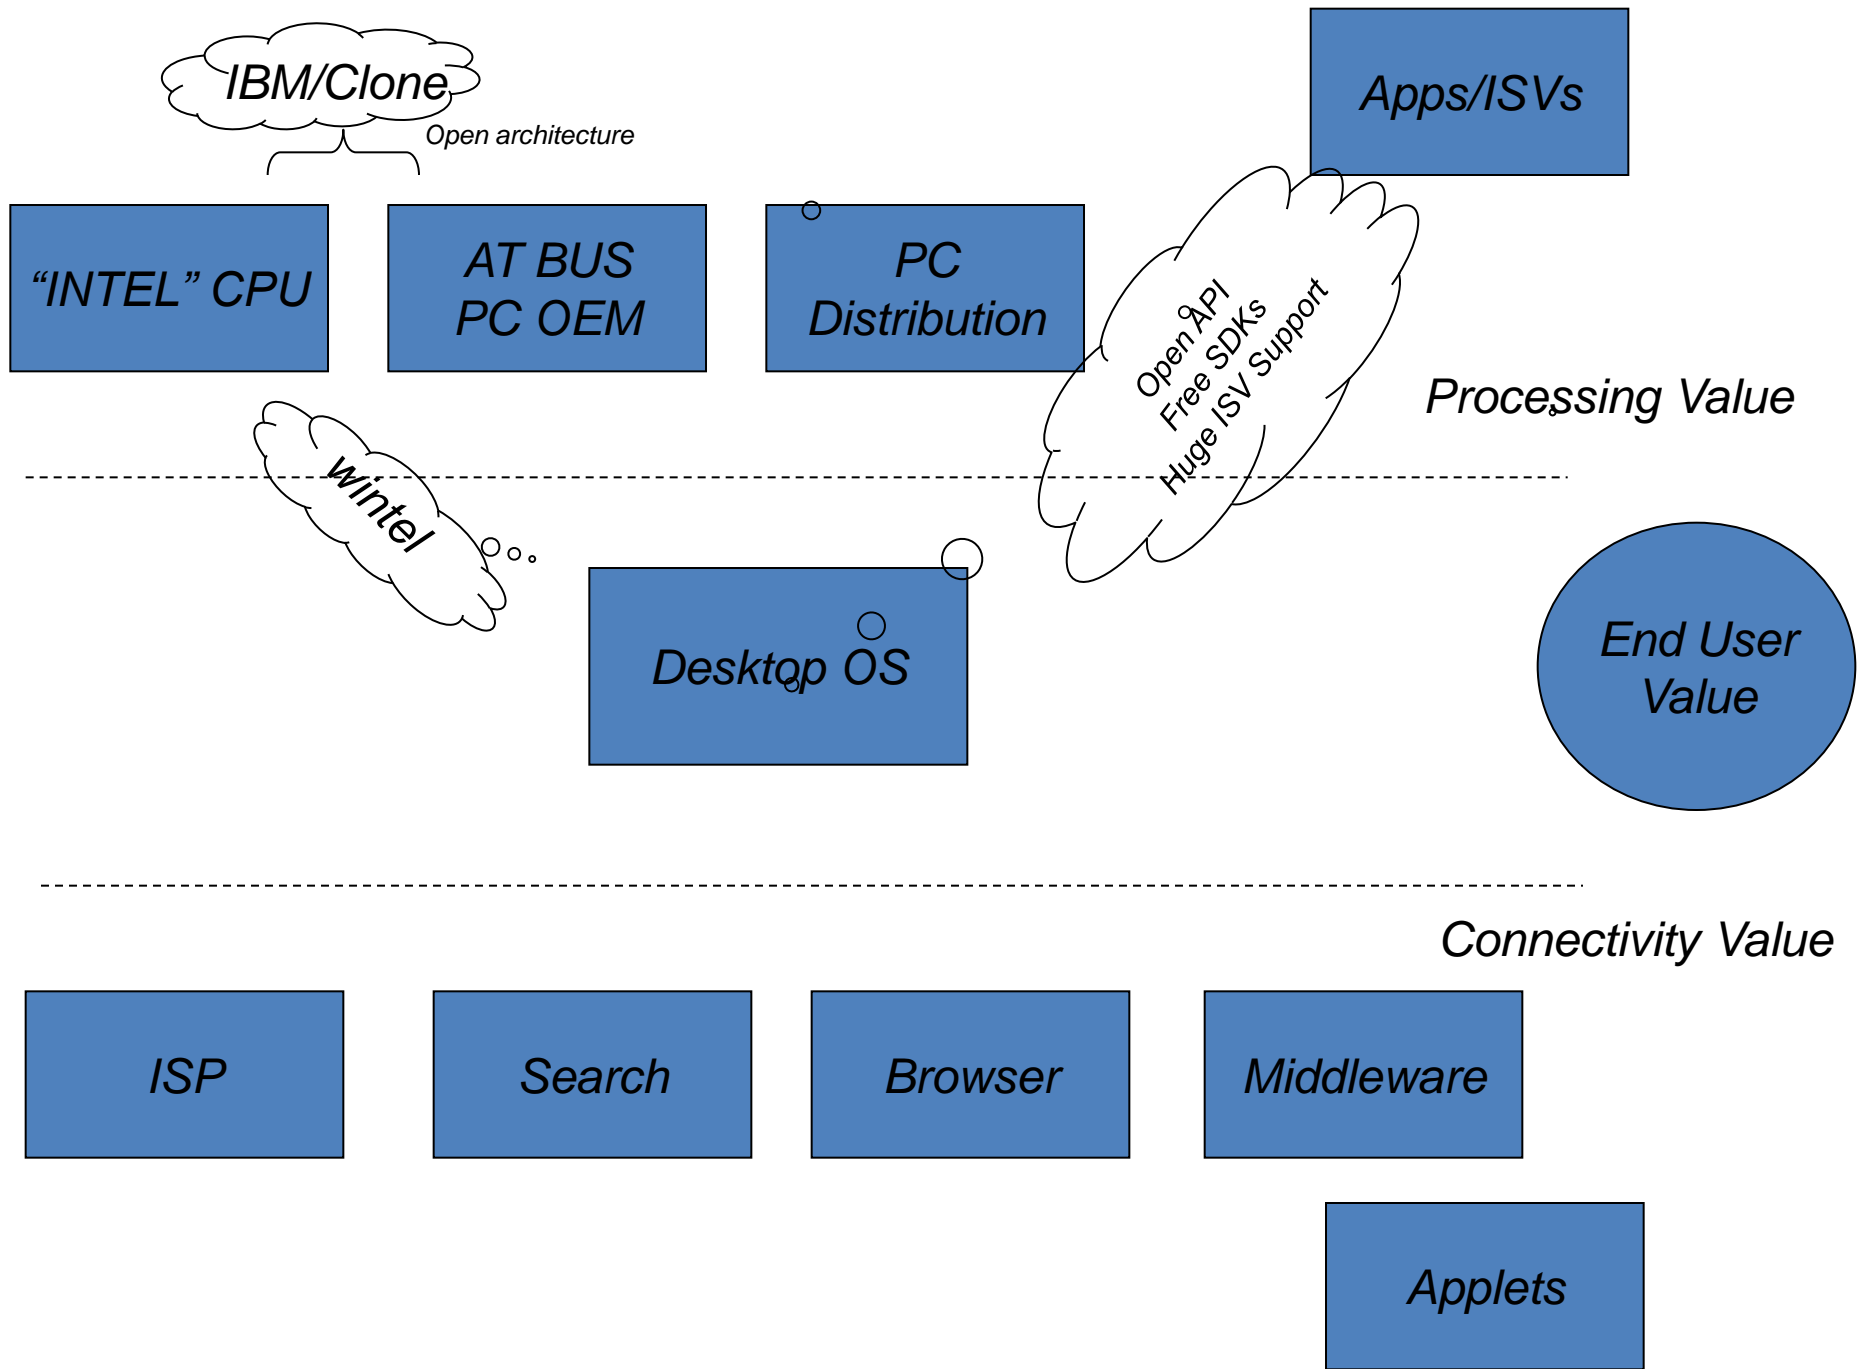 IBM/Clone
Open architecture
Apps/ISVs
“INTEL” CPU
AT BUS
PC OEM
PC
Distribution
Open API
Free SDKs
Huge ISV Support
Processing Value
wintel
Desktop OS
End User
Value
Connectivity Value
ISP
Search
Browser
Middleware
Applets